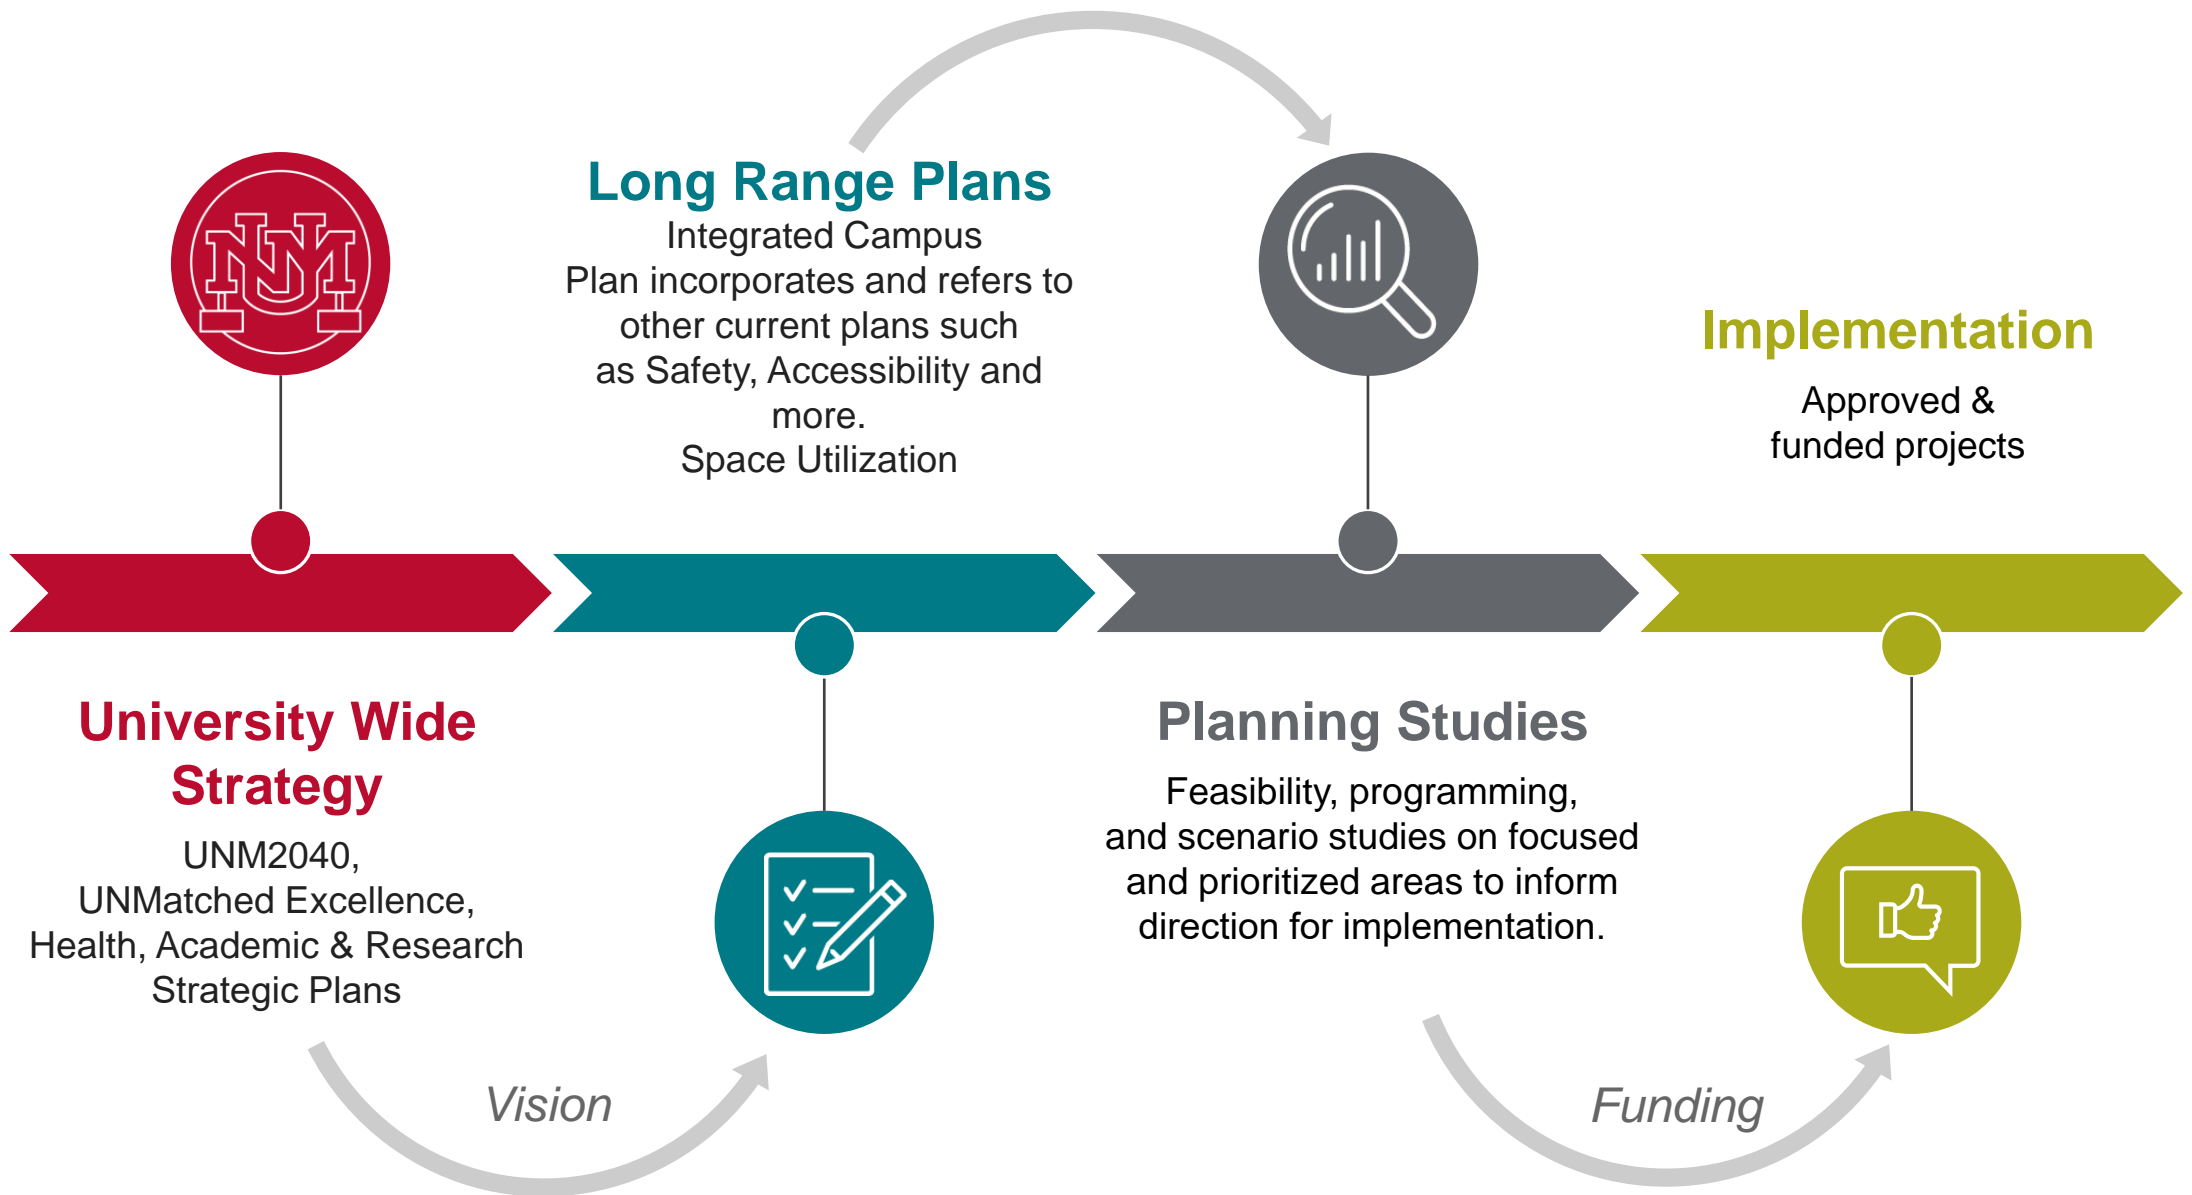 UNM
University Wide
Strategy
UNM2040,
UNMatched Excellence,
Health, Academic & Research
Strategic Plans
Vision
Long Range Plans
Integrated Campus
Plan incorporates and refers to
other current plans such
as Safety, Accessibility and
more.
Space Utilization
Planning Studies
Feasibility, programming,
and scenario studies on focused
and prioritized areas to inform
direction for implementation.
Funding
Implementation
Approved &
funded projects